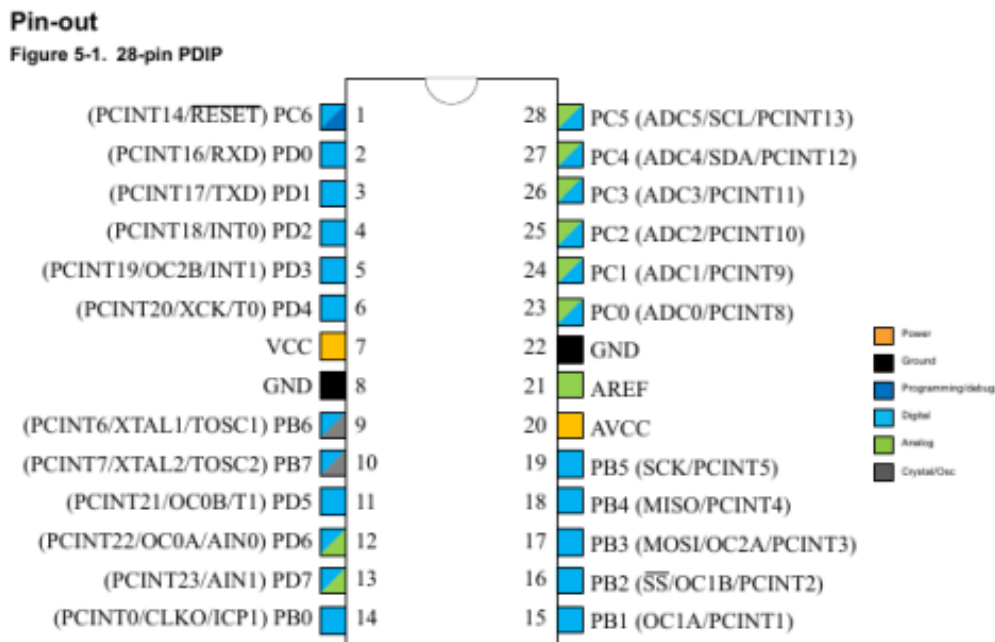 Pin-out
Figure 5-1. 28-pin PDIP
(PCINT14/RESET) PC6 1
(PCINT16/RXD) PD0 2
(PCINT17/TXD) PD1 3
(PCINT18/INT0) PD2 4
(PCINT19/OC2B/INT1) PD3 5
(PCINT20/XCK/T0) PD4 6
VCC 7
GND 8
(PCINT6/XTAL1/TOSC1) PB6 9
(PCINT7/XTAL2/TOSC2) PB7 10
(PCINT21/OC0B/T1) PD5 11
(PCINT22/OC0A/AIN0) PD6 12
(PCINT23/AIN1) PD7 13
(PCINT0/CLKO/ICP1) PB0 14
28 PC5 (ADC5/SCL/PCINT13)
27 PC4 (ADC4/SDA/PCINT12)
26 PC3 (ADC3/PCINT11)
25 PC2 (ADC2/PCINT10)
24 PC1 (ADC1/PCINT9)
23 PC0 (ADC0/PCINT8)
22 GND
21 AREF
20 AVCC
19 PB5 (SCK/PCINT5)
18 PB4 (MISO/PCINT4)
17 PB3 (MOSI/OC2A/PCINT3)
16 PB2 (SS/OC1B/PCINT2)
15 PB1 (OC1A/PCINT1)
Power
Ground
Programming/debug
Digital
Analog
Crystal/Osc